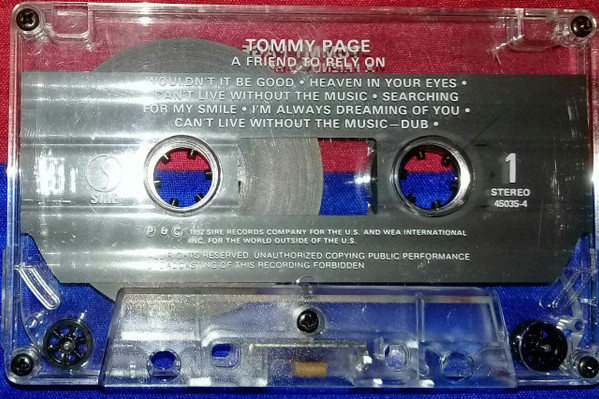 TOMMY PAGE
A FRIEND TO RELY ON
WOULDN'T IT BE GOOD • HEAVEN IN YOUR EYES •
CAN'T LIVE WITHOUT THE MUSIC • SEARCHING
FOR MY SMILE • I'M ALWAYS DREAMING OF YOU •
CAN'T LIVE WITHOUT THE MUSIC—DUB •
SIRE
1
STEREO
45035-4
P & C 1992 SIRE RECORDS COMPANY FOR THE U.S. AND WEA INTERNATIONAL
INC. FOR THE WORLD OUTSIDE OF THE U.S.
RIGHTS RESERVED. UNAUTHORIZED COPYING PUBLIC PERFORMANCE
OF THIS RECORDING FORBIDDEN